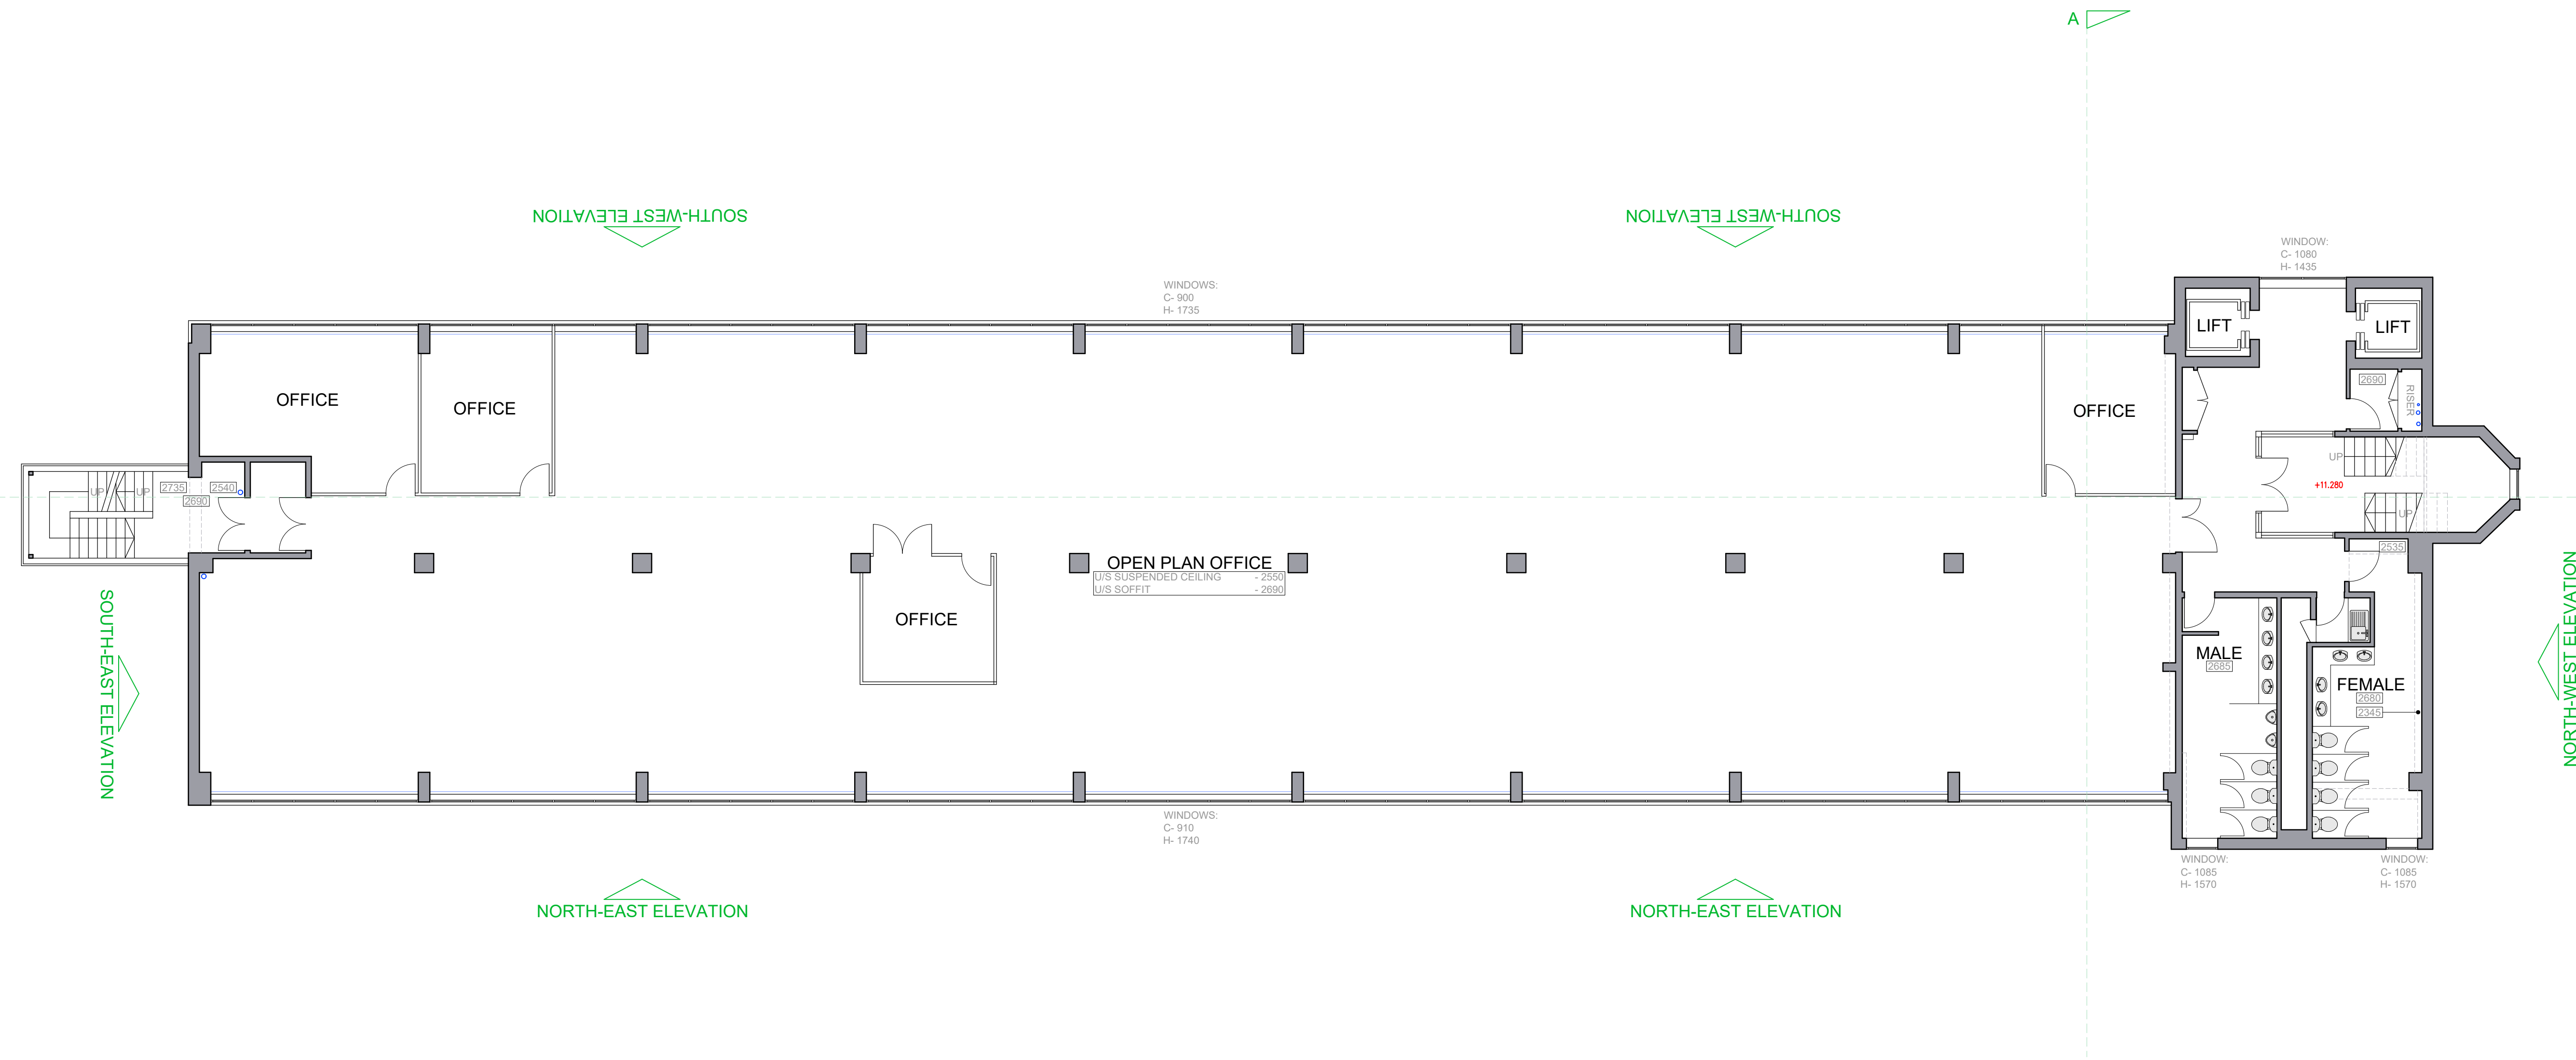 A
SOUTH-WEST ELEVATION
SOUTH-WEST ELEVATION
WINDOW:
C- 1080
H- 1435
WINDOWS:
C- 900
H- 1735
LIFT
LIFT
2690
RISER
OFFICE
OFFICE
OFFICE
UP
UP
2735
2540
2690
UP
+11.280
UP
2535
OPEN PLAN OFFICE
U/S SUSPENDED CEILING - 2550
U/S SOFFIT - 2690
OFFICE
MALE
2685
FEMALE
2680
2345
SOUTH-EAST ELEVATION
NORTH-WEST ELEVATION
WINDOWS:
C- 910
H- 1740
WINDOW:
C- 1085
H- 1570
WINDOW:
C- 1085
H- 1570
NORTH-EAST ELEVATION
NORTH-EAST ELEVATION